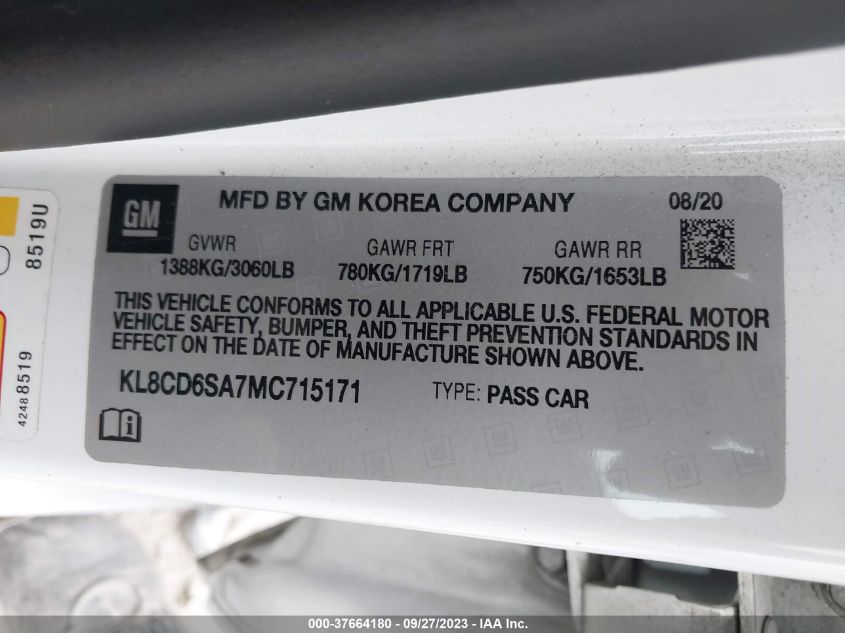 GM
MFD BY GM KOREA COMPANY 08/20
GVWR GAWR FRT GAWR RR
1388KG/3060LB 780KG/1719LB 750KG/1653LB
THIS VEHICLE CONFORMS TO ALL APPLICABLE U.S. FEDERAL MOTOR
VEHICLE SAFETY, BUMPER, AND THEFT PREVENTION STANDARDS IN
EFFECT ON THE DATE OF MANUFACTURE SHOWN ABOVE.
KL8CD6SA7MC715171 TYPE: PASS CAR
i
8519U
4248 8519
000-37664180 - 09/27/2023 - IAA Inc.